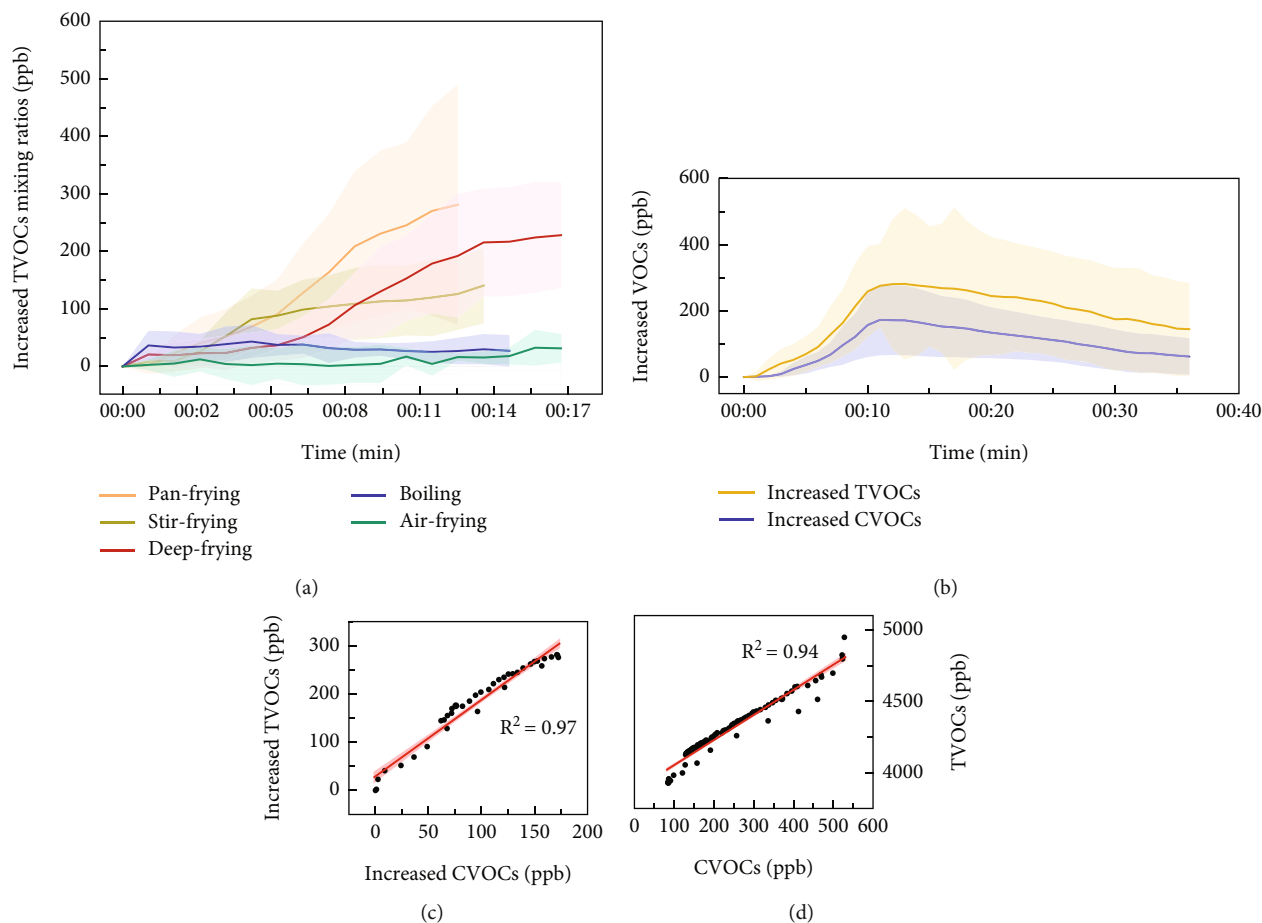 600
500
400
300
200
100
0
Increased TVOCs mixing ratios (ppb)
00:00 00:02 00:05 00:08 00:11 00:14 00:17
Time (min)
Pan-frying
Stir-frying
Deep-frying
Boiling
Air-frying
(a)
600
400
200
0
Increased VOCs (ppb)
00:00 00:10 00:20 00:30 00:40
Time (min)
Increased TVOCs
Increased CVOCs
(b)
300
200
100
0
Increased TVOCs (ppb)
R² = 0.97
0 50 100 150 200
Increased CVOCs (ppb)
(c)
R² = 0.94
5000
4500
4000
TVOCs (ppb)
0 100 200 300 400 500 600
CVOCs (ppb)
(d)